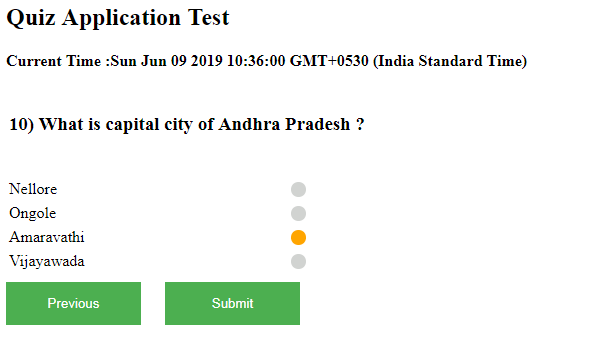 Quiz Application Test
Current Time :Sun Jun 09 2019 10:36:00 GMT+0530 (India Standard Time)
10) What is capital city of Andhra Pradesh ?
Nellore
Ongole
Amaravathi
Vijayawada
Previous Submit